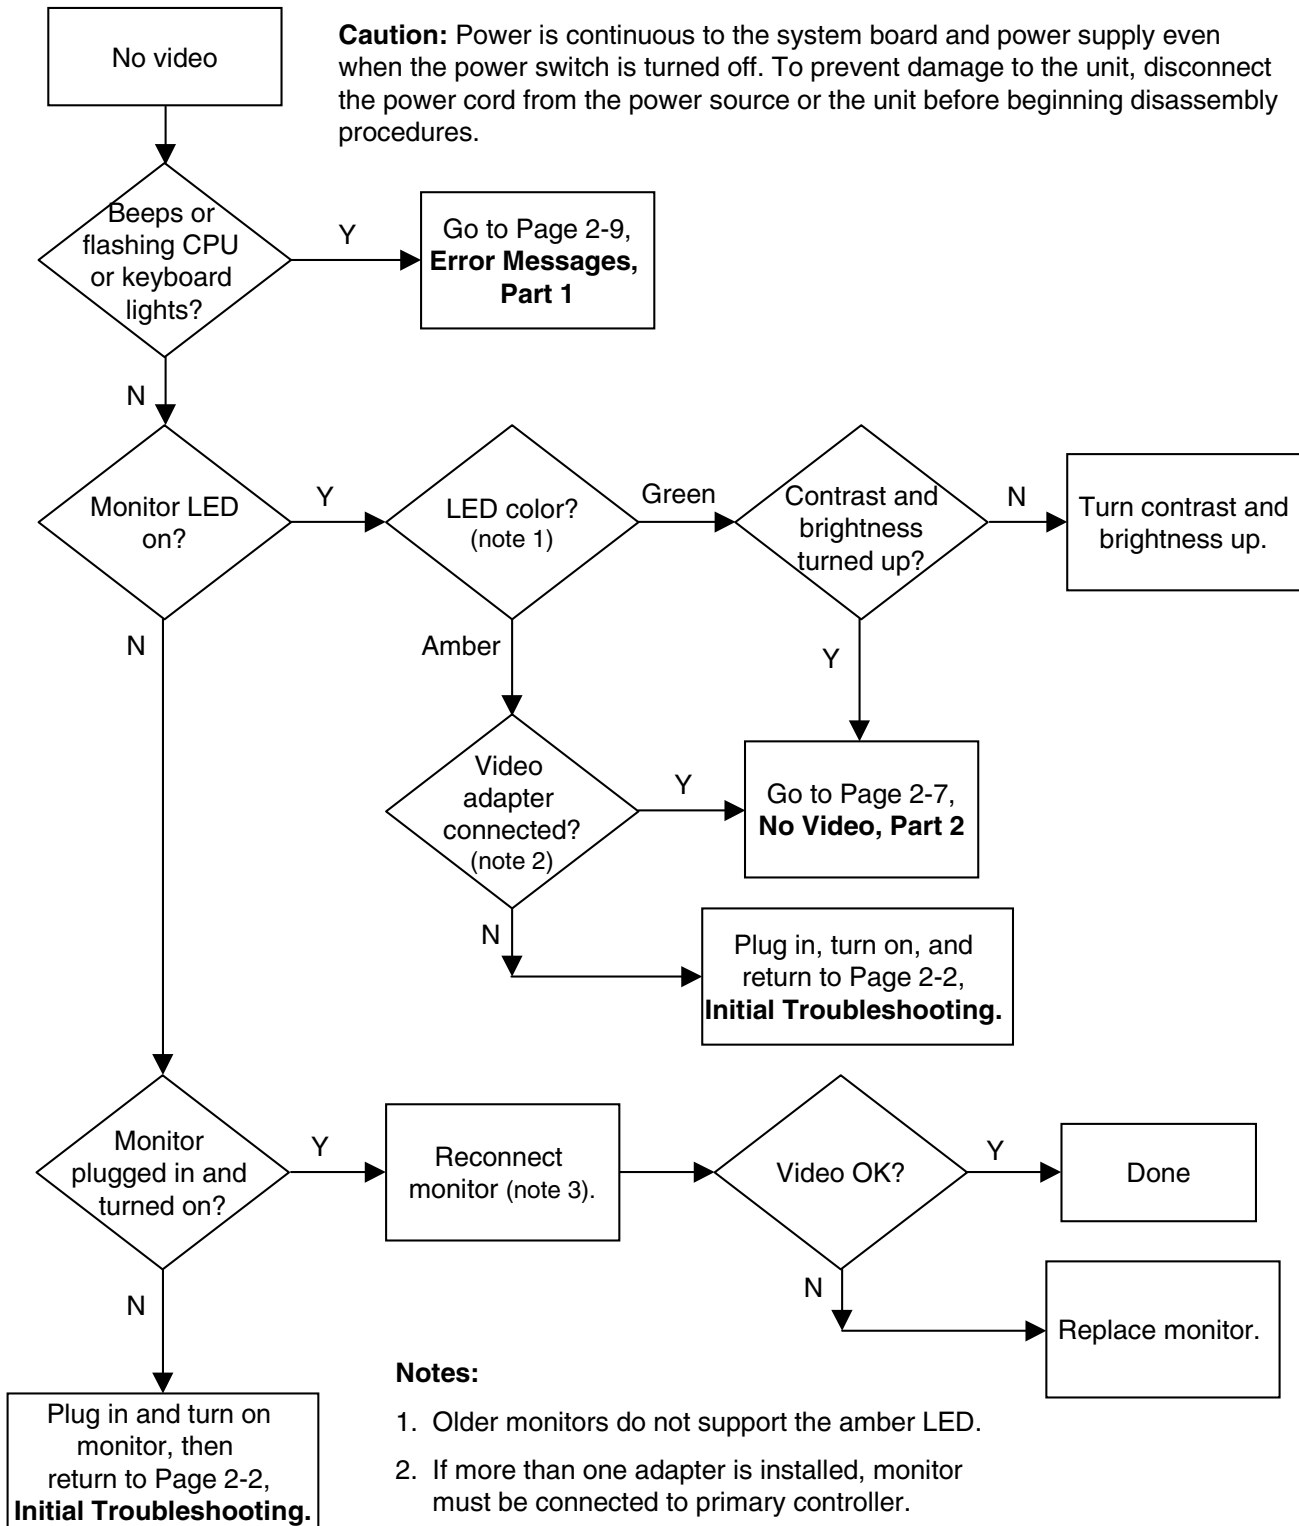 No video
Caution: Power is continuous to the system board and power supply even
when the power switch is turned off. To prevent damage to the unit, disconnect
the power cord from the power source or the unit before beginning disassembly
procedures.
Beeps or
flashing CPU
or keyboard
lights?
Y
Go to Page 2-9,
Error Messages,
Part 1
N
Monitor LED
on?
Y
LED color?
(note 1)
Green
Contrast and
brightness
turned up?
N
Turn contrast and
brightness up.
N
Amber
Y
Video
adapter
connected?
(note 2)
Y
Go to Page 2-7,
No Video, Part 2
N
Plug in, turn on, and
return to Page 2-2,
Initial Troubleshooting.
Monitor
plugged in and
turned on?
Y
Reconnect
monitor (note 3).
Video OK?
Y
Done
N
N
Replace monitor.
Plug in and turn on
monitor, then
return to Page 2-2,
Initial Troubleshooting.
Notes:
1. Older monitors do not support the amber LED.
2. If more than one adapter is installed, monitor
must be connected to primary controller.